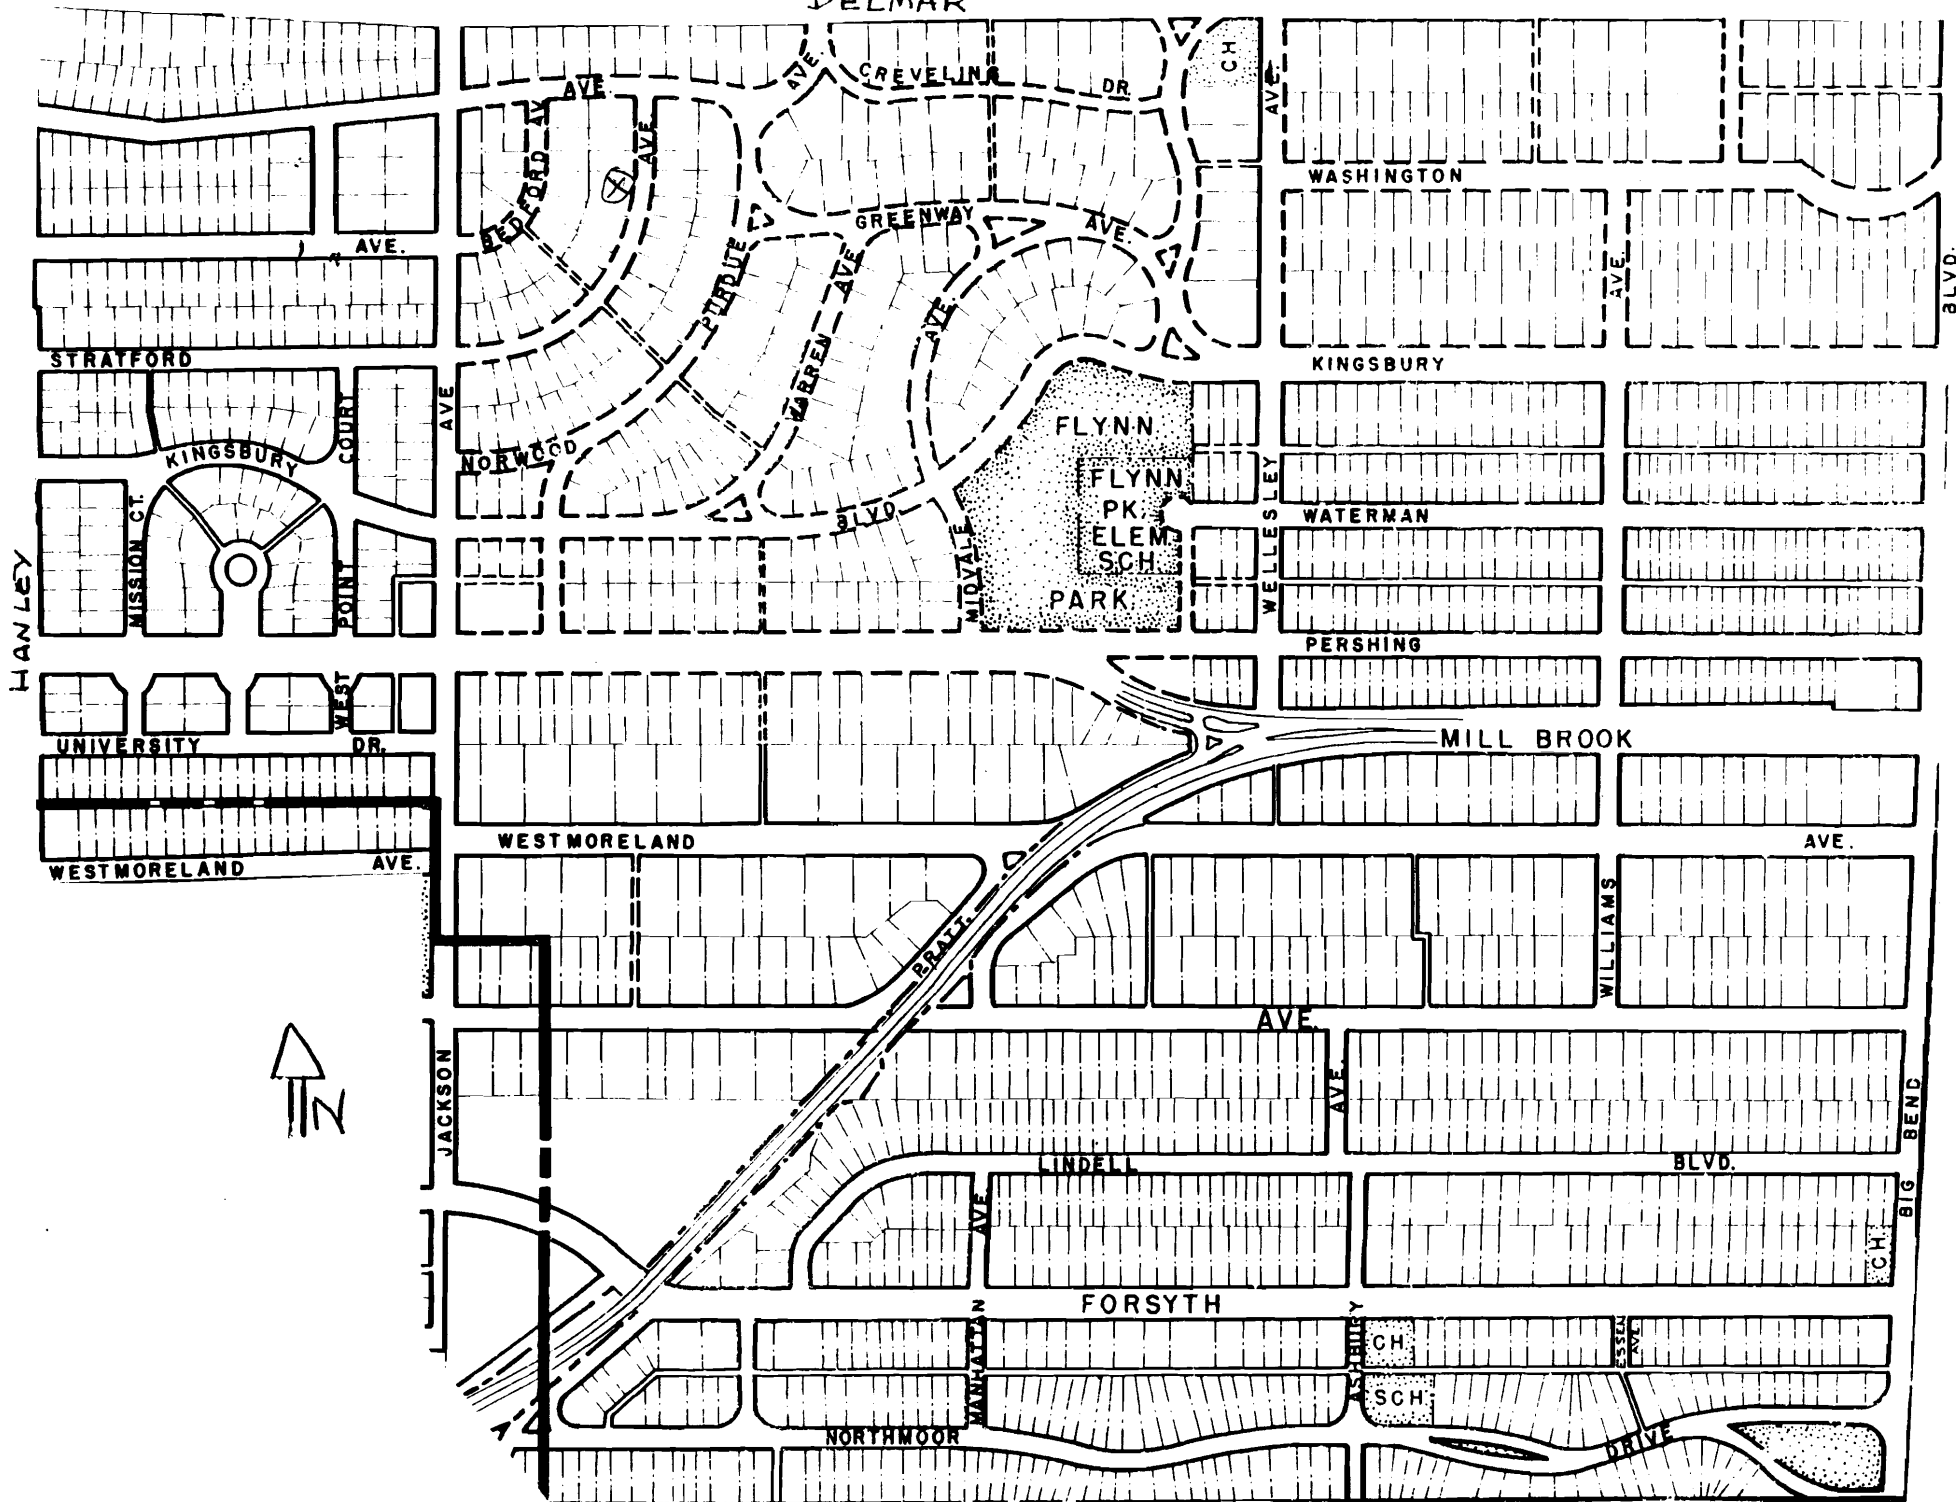 DELMAR
CH
CREVELING
DR.
AVE.
AVE.
AVE.
BEDFORD AV.
AVE.
WASHINGTON
GREENWAY
AVE.
AVE.
PURDUE
AVE.
AVE.
AVE.
BLVD.
STRATFORD
KINGSBURY
WARREN
COURT
AVE
FLYNN
NORWOOD
KINGSBURY
FLYNN
PK.
ELEM
SCH.
PARK
WELLESLEY
WATERMAN
BLVD.
MISSION CT.
MIDVALE
HANLEY
POINT
WEST
PERSHING
UNIVERSITY
DR.
MILL BROOK
WESTMORELAND
AVE.
WESTMORELAND
AVE.
WILLIAMS
PRATT.
AVE.
N
JACKSON
AVE.
BIG BEND
LINDELL
BLVD.
AVE.
CH
FORSYTH
MANHATTAN
ASHBURY
CH
ESSEX
AVE.
SCH
NORTHMOOR
DRIVE